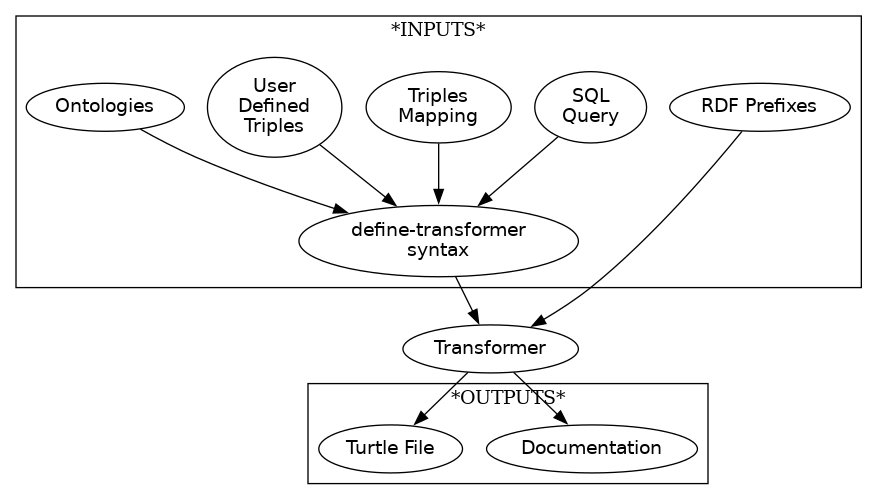 *INPUTS*
Ontologies
User
Defined
Triples
Triples
Mapping
SQL
Query
RDF Prefixes
define-transformer
syntax
Transformer
*OUTPUTS*
Turtle File
Documentation